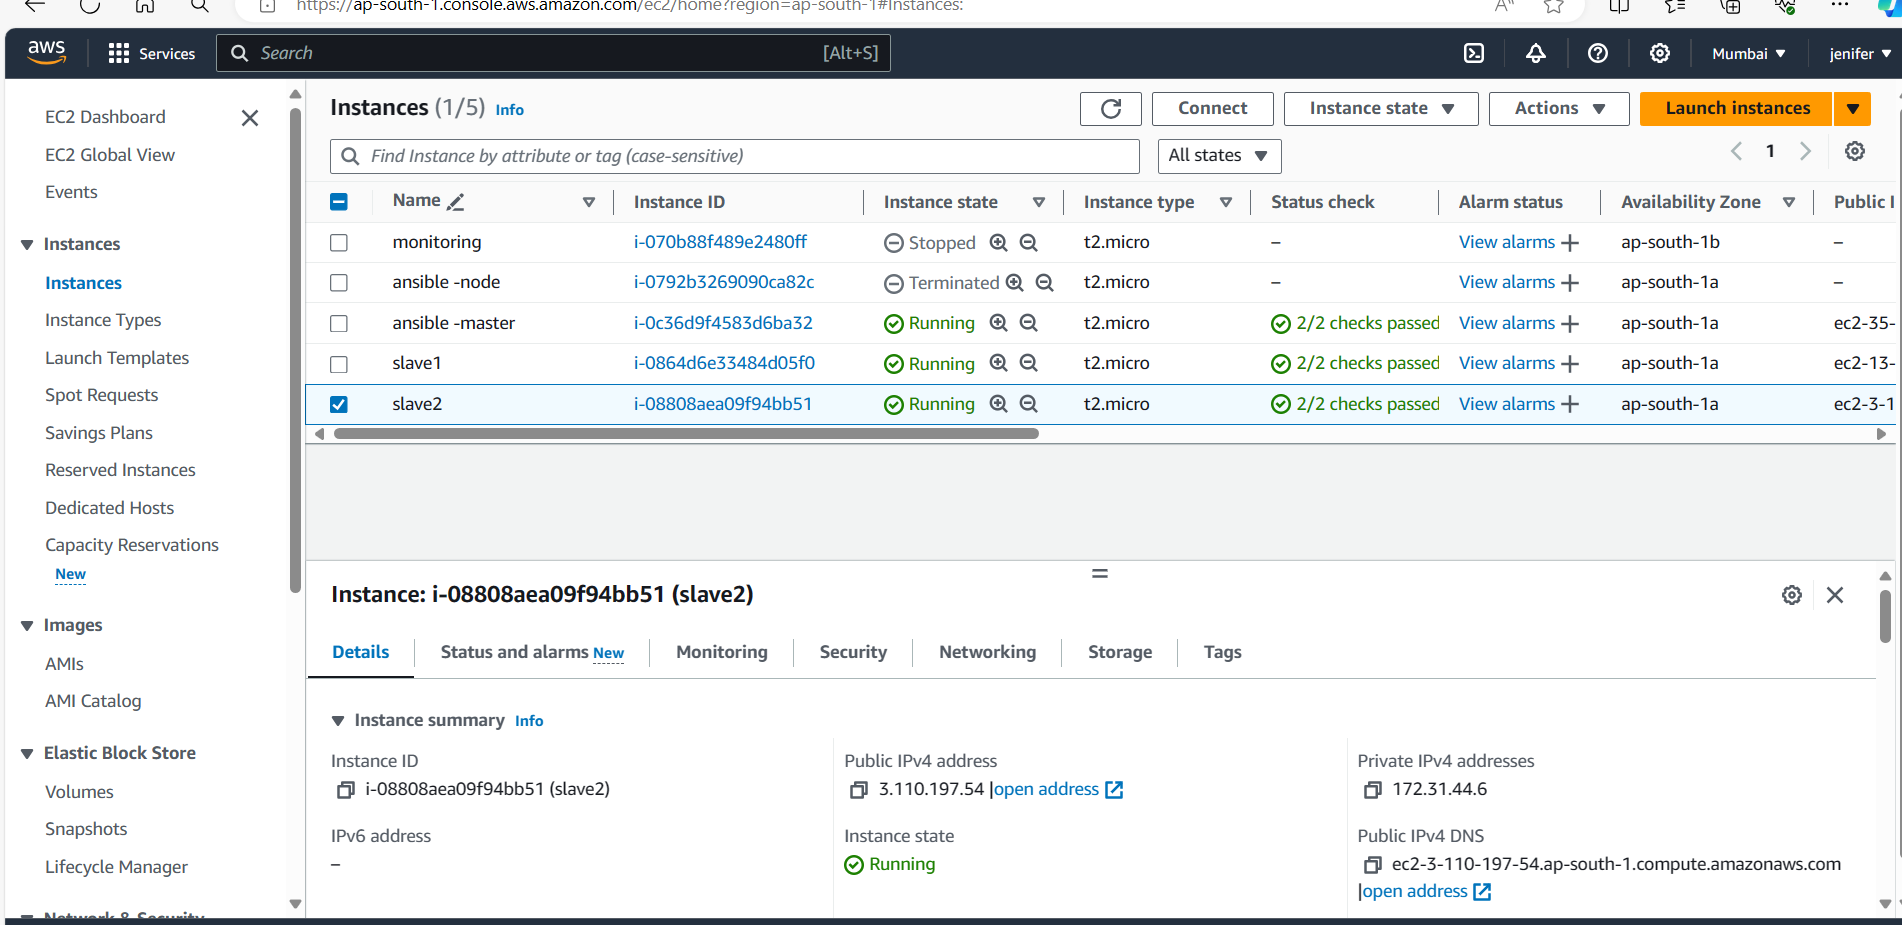 https://ap-south-1.console.aws.amazon.com/ec2/home?region=ap-south-1#Instances:
aws
Services
Search
[Alt+S]
Mumbai
jenifer
EC2 Dashboard
EC2 Global View
Events
Instances
Instances
Instance Types
Launch Templates
Spot Requests
Savings Plans
Reserved Instances
Dedicated Hosts
Capacity Reservations
New
Images
AMIs
AMI Catalog
Elastic Block Store
Volumes
Snapshots
Lifecycle Manager
Network & Security
Instances (1/5) Info
Connect
Instance state
Actions
Launch instances
Find Instance by attribute or tag (case-sensitive)
All states
1
Name Instance ID Instance state Instance type Status check Alarm status Availability Zone Public I
monitoring i-070b88f489e2480ff Stopped t2.micro – View alarms + ap-south-1b –
ansible -node i-0792b3269090ca82c Terminated t2.micro – View alarms + ap-south-1a –
ansible -master i-0c36d9f4583d6ba32 Running t2.micro 2/2 checks passed View alarms + ap-south-1a ec2-35-
slave1 i-0864d6e33484d05f0 Running t2.micro 2/2 checks passed View alarms + ap-south-1a ec2-13-
slave2 i-08808aea09f94bb51 Running t2.micro 2/2 checks passed View alarms + ap-south-1a ec2-3-1
Instance: i-08808aea09f94bb51 (slave2)
Details
Status and alarms New
Monitoring
Security
Networking
Storage
Tags
Instance summary Info
Instance ID
i-08808aea09f94bb51 (slave2)
IPv6 address
–
Public IPv4 address
3.110.197.54 |open address
Instance state
Running
Private IPv4 addresses
172.31.44.6
Public IPv4 DNS
ec2-3-110-197-54.ap-south-1.compute.amazonaws.com
|open address